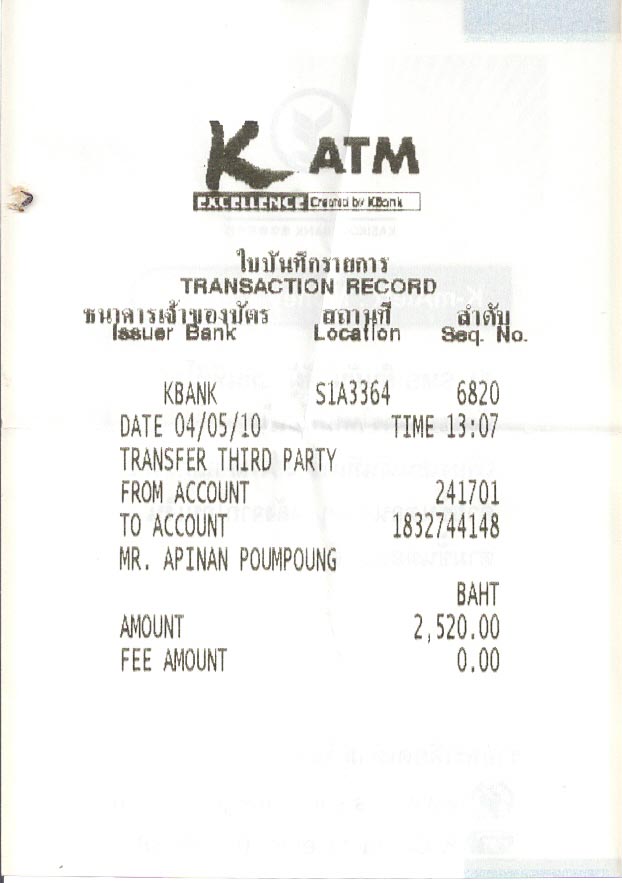 K ATM
EXCELLENCE Created by KBank
ใบบันทึกรายการ
TRANSACTION RECORD
ธนาคารเจ้าของบัตร สถานที่ ลำดับ
Issuer Bank Location Seq. No.
KBANK S1A3364 6820
DATE 04/05/10 TIME 13:07
TRANSFER THIRD PARTY
FROM ACCOUNT 241701
TO ACCOUNT 1832744148
MR. APINAN POUMPOUNG
BAHT
AMOUNT 2,520.00
FEE AMOUNT 0.00